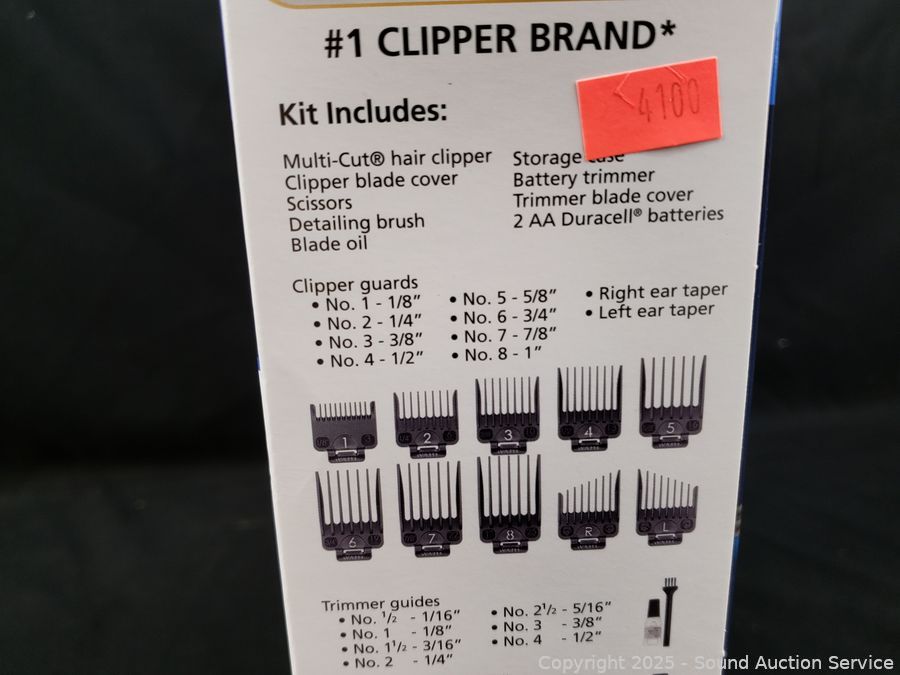 #1 CLIPPER BRAND*
4100
Kit Includes:
Multi-Cut® hair clipper
Clipper blade cover
Scissors
Detailing brush
Blade oil
Storage case
Battery trimmer
Trimmer blade cover
2 AA Duracell® batteries
Clipper guards
• No. 1 - 1/8”
• No. 2 - 1/4”
• No. 3 - 3/8”
• No. 4 - 1/2”
• No. 5 - 5/8”
• No. 6 - 3/4”
• No. 7 - 7/8”
• No. 8 - 1”
• Right ear taper
• Left ear taper
1 2 3 4 5
6 7 8 R L
Trimmer guides
• No. 1/2 - 1/16”
• No. 1 - 1/8”
• No. 11/2 - 3/16”
• No. 2 - 1/4”
• No. 21/2 - 5/16”
• No. 3 - 3/8”
• No. 4 - 1/2”
Copyright © 2025 - Sound Auction Service